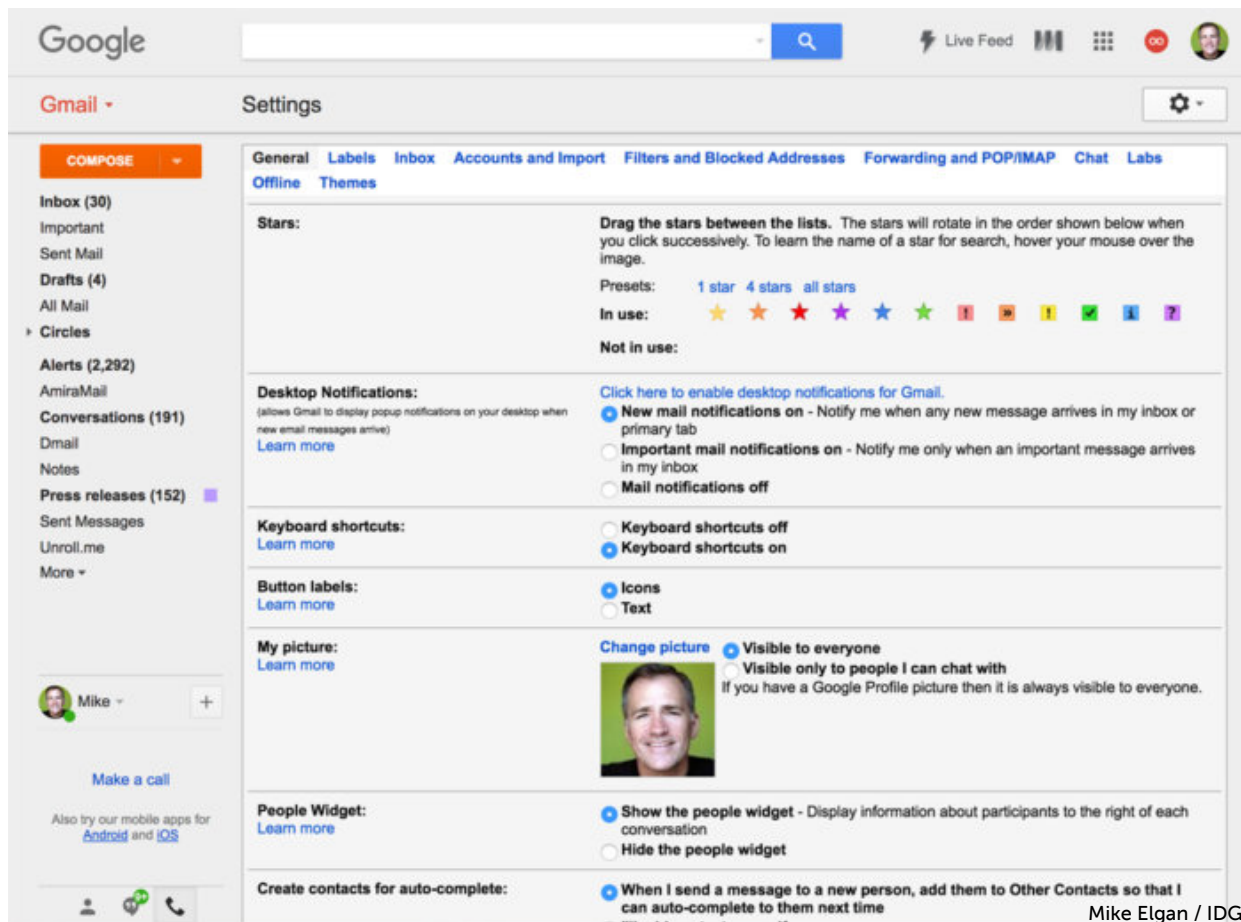 Google
Live Feed
Gmail
Settings
COMPOSE
Inbox (30)
Important
Sent Mail
Drafts (4)
All Mail
Circles
Alerts (2,292)
AmiraMail
Conversations (191)
Dmail
Notes
Press releases (152)
Sent Messages
Unroll.me
More
Mike
+
Make a call
Also try our mobile apps for
Android and iOS
General Labels Inbox Accounts and Import Filters and Blocked Addresses Forwarding and POP/IMAP Chat Labs
Offline Themes
Stars:
Drag the stars between the lists. The stars will rotate in the order shown below when
you click successively. To learn the name of a star for search, hover your mouse over the
image.
Presets: 1 star 4 stars all stars
In use: ! » ! ✓ i ?
Not in use:
Desktop Notifications:
(allows Gmail to display popup notifications on your desktop when
new email messages arrive)
Learn more
Click here to enable desktop notifications for Gmail.
New mail notifications on - Notify me when any new message arrives in my inbox or
primary tab
Important mail notifications on - Notify me only when an important message arrives
in my inbox
Mail notifications off
Keyboard shortcuts:
Learn more
Keyboard shortcuts off
Keyboard shortcuts on
Button labels:
Learn more
Icons
Text
My picture:
Learn more
Change picture
Visible to everyone
Visible only to people I can chat with
If you have a Google Profile picture then it is always visible to everyone.
People Widget:
Learn more
Show the people widget - Display information about participants to the right of each
conversation
Hide the people widget
Create contacts for auto-complete:
When I send a message to a new person, add them to Other Contacts so that I
can auto-complete to them next time
Mike Elgan / IDG